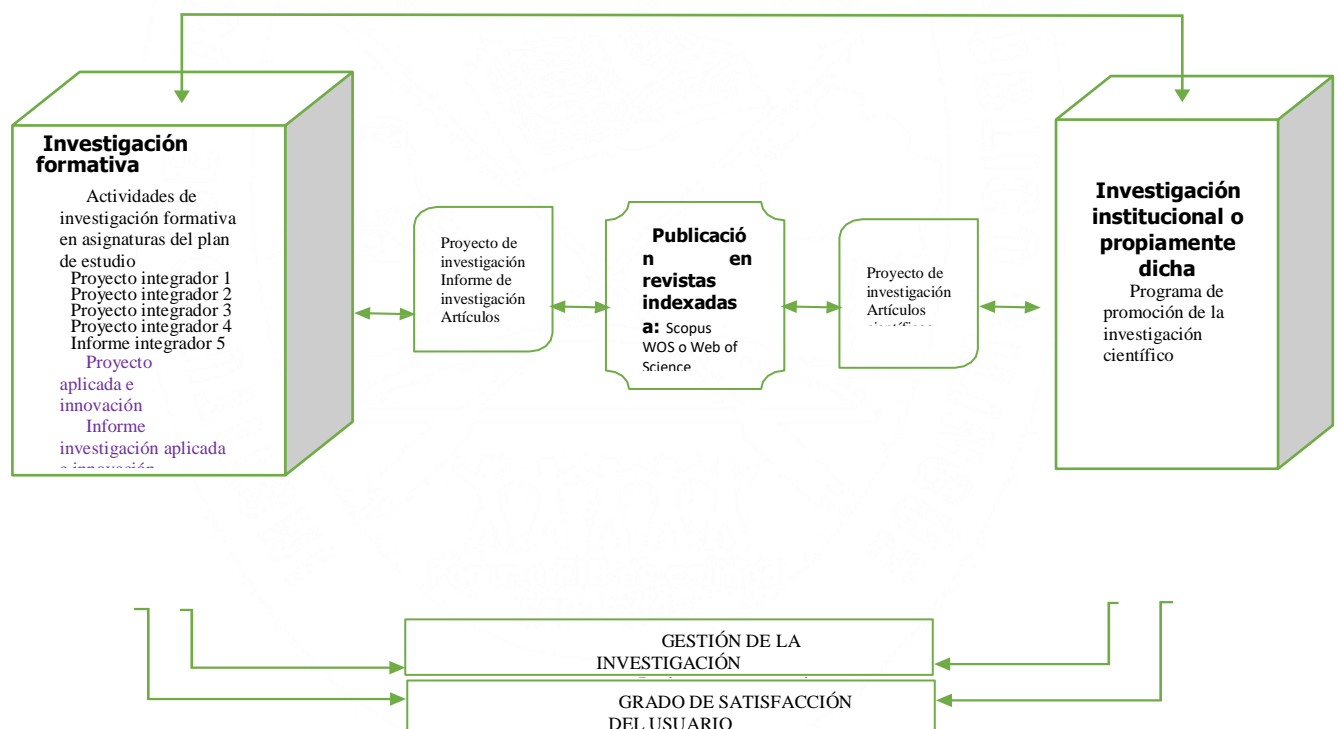 Investigación
formativa
Actividades de
investigación formativa
en asignaturas del plan
de estudio
Proyecto integrador 1
Proyecto integrador 2
Proyecto integrador 3
Proyecto integrador 4
Informe integrador 5
Proyecto
aplicada e
innovación
Informe
investigación aplicada
e innovación
Proyecto de
investigación
Informe de
investigación
Artículos
Publicació
n en
revistas
indexadas
a: Scopus
WOS o Web of
Science
Proyecto de
investigación
Artículos
científicos
Investigación
institucional o
propiamente
dicha
Programa de
promoción de la
investigación
científico
GESTIÓN DE LA
INVESTIGACIÓN
GRADO DE SATISFACCIÓN
DEL USUARIO